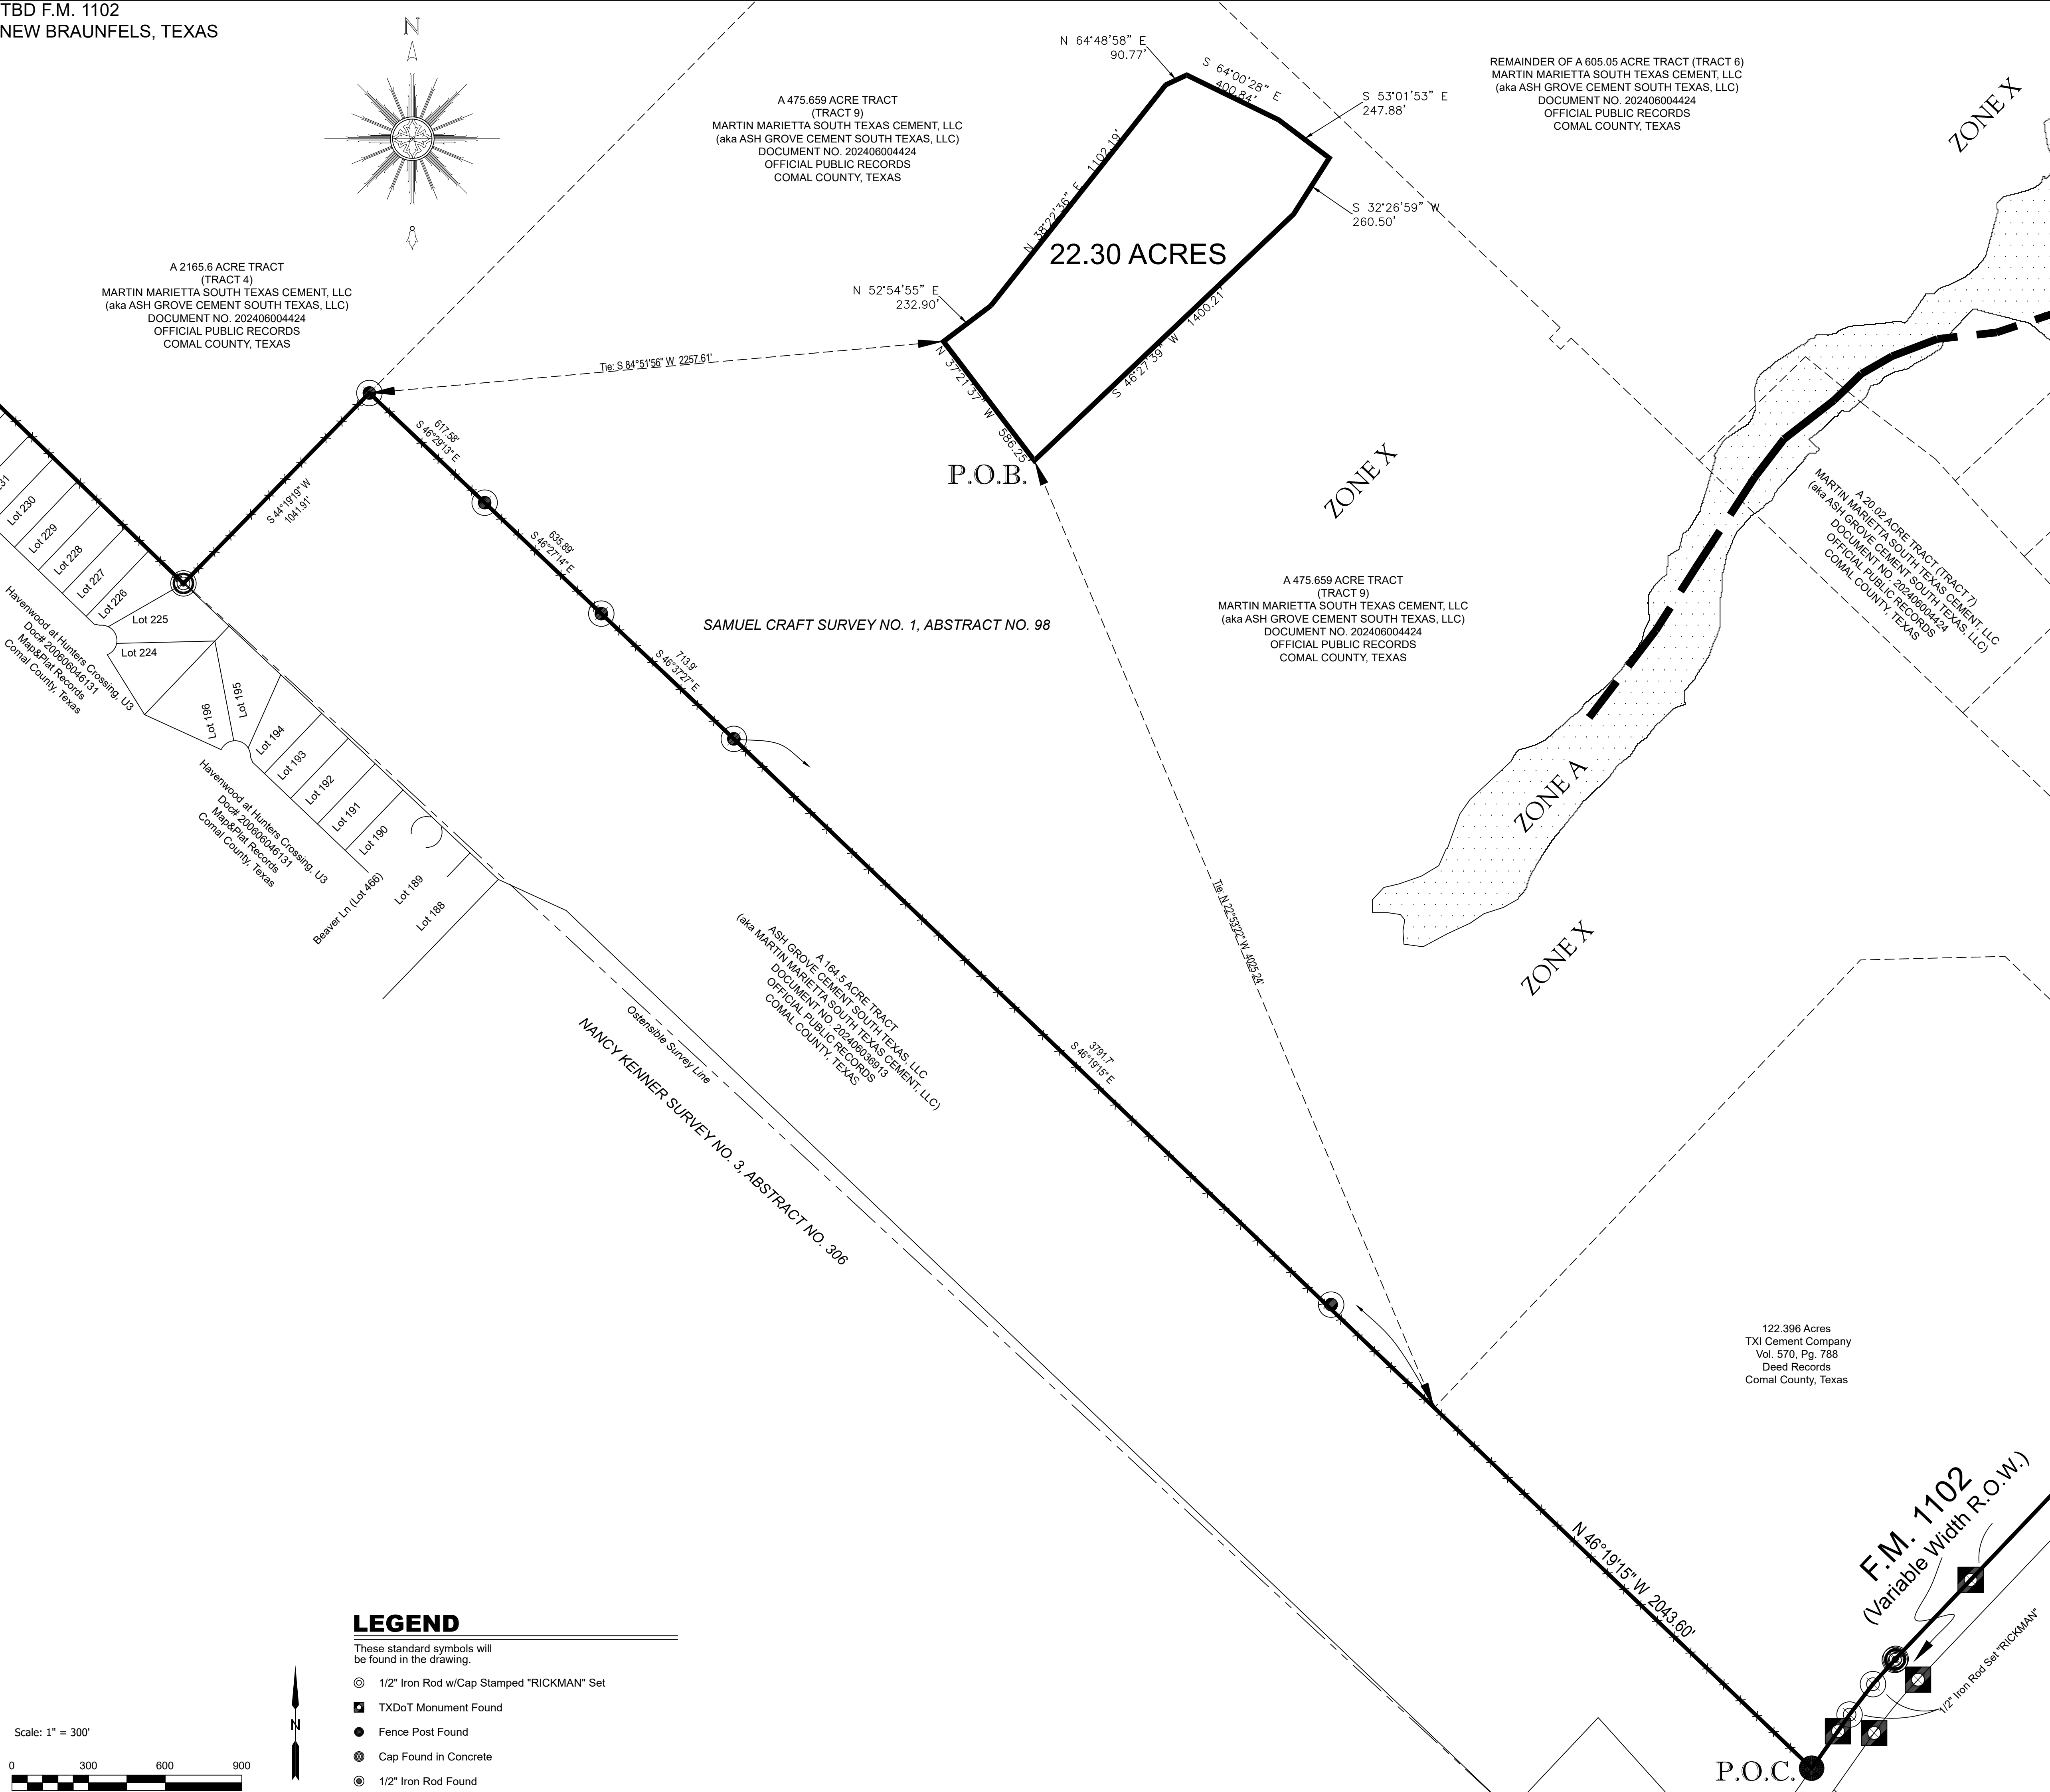 TBD F.M. 1102
NEW BRAUNFELS, TEXAS
N
N 64°48'58" E
90.77'
S 64°00'28" E
400.84'
S 53°01'53" E
247.88'
REMAINDER OF A 605.05 ACRE TRACT (TRACT 6)
MARTIN MARIETTA SOUTH TEXAS CEMENT, LLC
(aka ASH GROVE CEMENT SOUTH TEXAS, LLC)
DOCUMENT NO. 202406004424
OFFICIAL PUBLIC RECORDS
COMAL COUNTY, TEXAS
ZONE X
A 475.659 ACRE TRACT
(TRACT 9)
MARTIN MARIETTA SOUTH TEXAS CEMENT, LLC
(aka ASH GROVE CEMENT SOUTH TEXAS, LLC)
DOCUMENT NO. 202406004424
OFFICIAL PUBLIC RECORDS
COMAL COUNTY, TEXAS
N 38°22'36" E 1102.19'
S 32°26'59" W
260.50'
22.30 ACRES
A 2165.6 ACRE TRACT
(TRACT 4)
MARTIN MARIETTA SOUTH TEXAS CEMENT, LLC
(aka ASH GROVE CEMENT SOUTH TEXAS, LLC)
DOCUMENT NO. 202406004424
OFFICIAL PUBLIC RECORDS
COMAL COUNTY, TEXAS
N 52°54'55" E
232.90'
S 46°27'39" W 1400.21'
Tie: S 84°51'56" W 2257.61'
N 37°21'37" W 586.25'
P.O.B.
617.58'
S 46°29'13" E
S 44°19'19" W
1041.91'
635.89'
S 46°27'14" E
ZONE X
A 20.02 ACRE TRACT (TRACT 7)
MARTIN MARIETTA SOUTH TEXAS CEMENT, LLC
(aka ASH GROVE CEMENT SOUTH TEXAS, LLC)
DOCUMENT NO. 202406004424
OFFICIAL PUBLIC RECORDS
COMAL COUNTY, TEXAS
31
Lot 230
Lot 229
Lot 228
Lot 227
Lot 226
Lot 225
Lot 224
Havenwood at Hunters Crossing, U3
Doc# 200606046131
Map&Plat Records
Comal County, Texas
SAMUEL CRAFT SURVEY NO. 1, ABSTRACT NO. 98
A 475.659 ACRE TRACT
(TRACT 9)
MARTIN MARIETTA SOUTH TEXAS CEMENT, LLC
(aka ASH GROVE CEMENT SOUTH TEXAS, LLC)
DOCUMENT NO. 202406004424
OFFICIAL PUBLIC RECORDS
COMAL COUNTY, TEXAS
713.9'
S 46°37'27" E
Lot 196
Lot 195
Lot 194
Lot 193
Lot 192
Lot 191
Lot 190
Lot 189
Lot 188
Beaver Ln (Lot 466)
Havenwood at Hunters Crossing, U3
Doc# 200606046131
Map&Plat Records
Comal County, Texas
ZONE A
ZONE X
Tie: N 22°53'22" W 4025.24'
A 164.5 ACRE TRACT
ASH GROVE CEMENT SOUTH TEXAS, LLC
(aka MARTIN MARIETTA SOUTH TEXAS CEMENT, LLC)
DOCUMENT NO. 202406036913
OFFICIAL PUBLIC RECORDS
COMAL COUNTY, TEXAS
Ostensible Survey Line
NANCY KENNER SURVEY NO. 3, ABSTRACT NO. 306
3791.7'
S 46°19'15" E
122.396 Acres
TXI Cement Company
Vol. 570, Pg. 788
Deed Records
Comal County, Texas
N 46°19'15" W 2043.60'
F.M. 1102
(Variable Width R.O.W.)
1/2" Iron Rod Set "RICKMAN"
P.O.C.
LEGEND
These standard symbols will
be found in the drawing.
1/2" Iron Rod w/Cap Stamped "RICKMAN" Set
TXDoT Monument Found
Fence Post Found
Cap Found in Concrete
1/2" Iron Rod Found
N
Scale: 1" = 300'
0 300 600 900